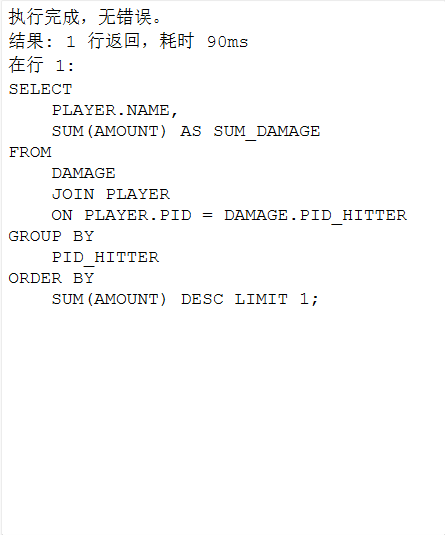 执行完成，无错误。
结果: 1 行返回，耗时 90ms
在行 1:
SELECT
    PLAYER.NAME,
    SUM(AMOUNT) AS SUM_DAMAGE
FROM
    DAMAGE
    JOIN PLAYER
    ON PLAYER.PID = DAMAGE.PID_HITTER
GROUP BY
    PID_HITTER
ORDER BY
    SUM(AMOUNT) DESC LIMIT 1;